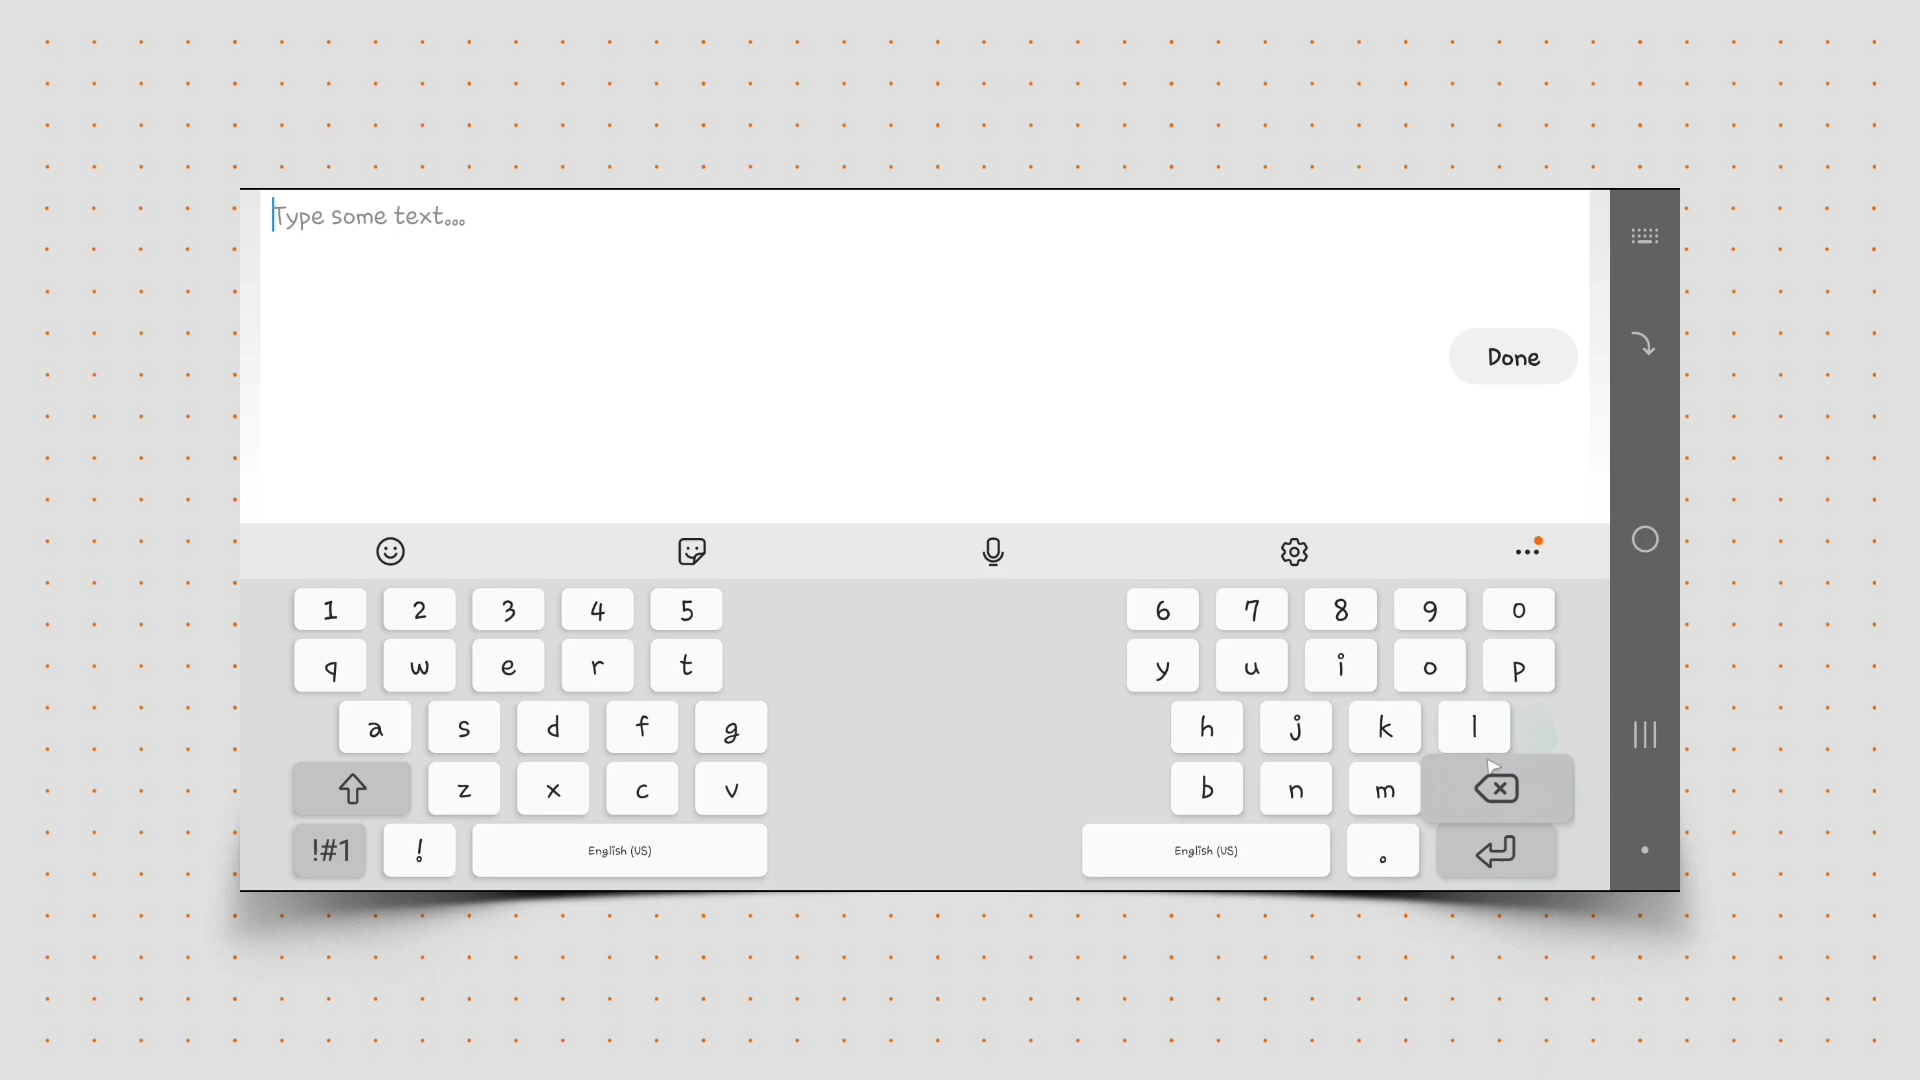 Type some text...
Done
1 2 3 4 5 6 7 8 9 0
q w e r t y u i o p
a s d f g h j k l
z x c v b n m
!#1 ! English (US) English (US) .